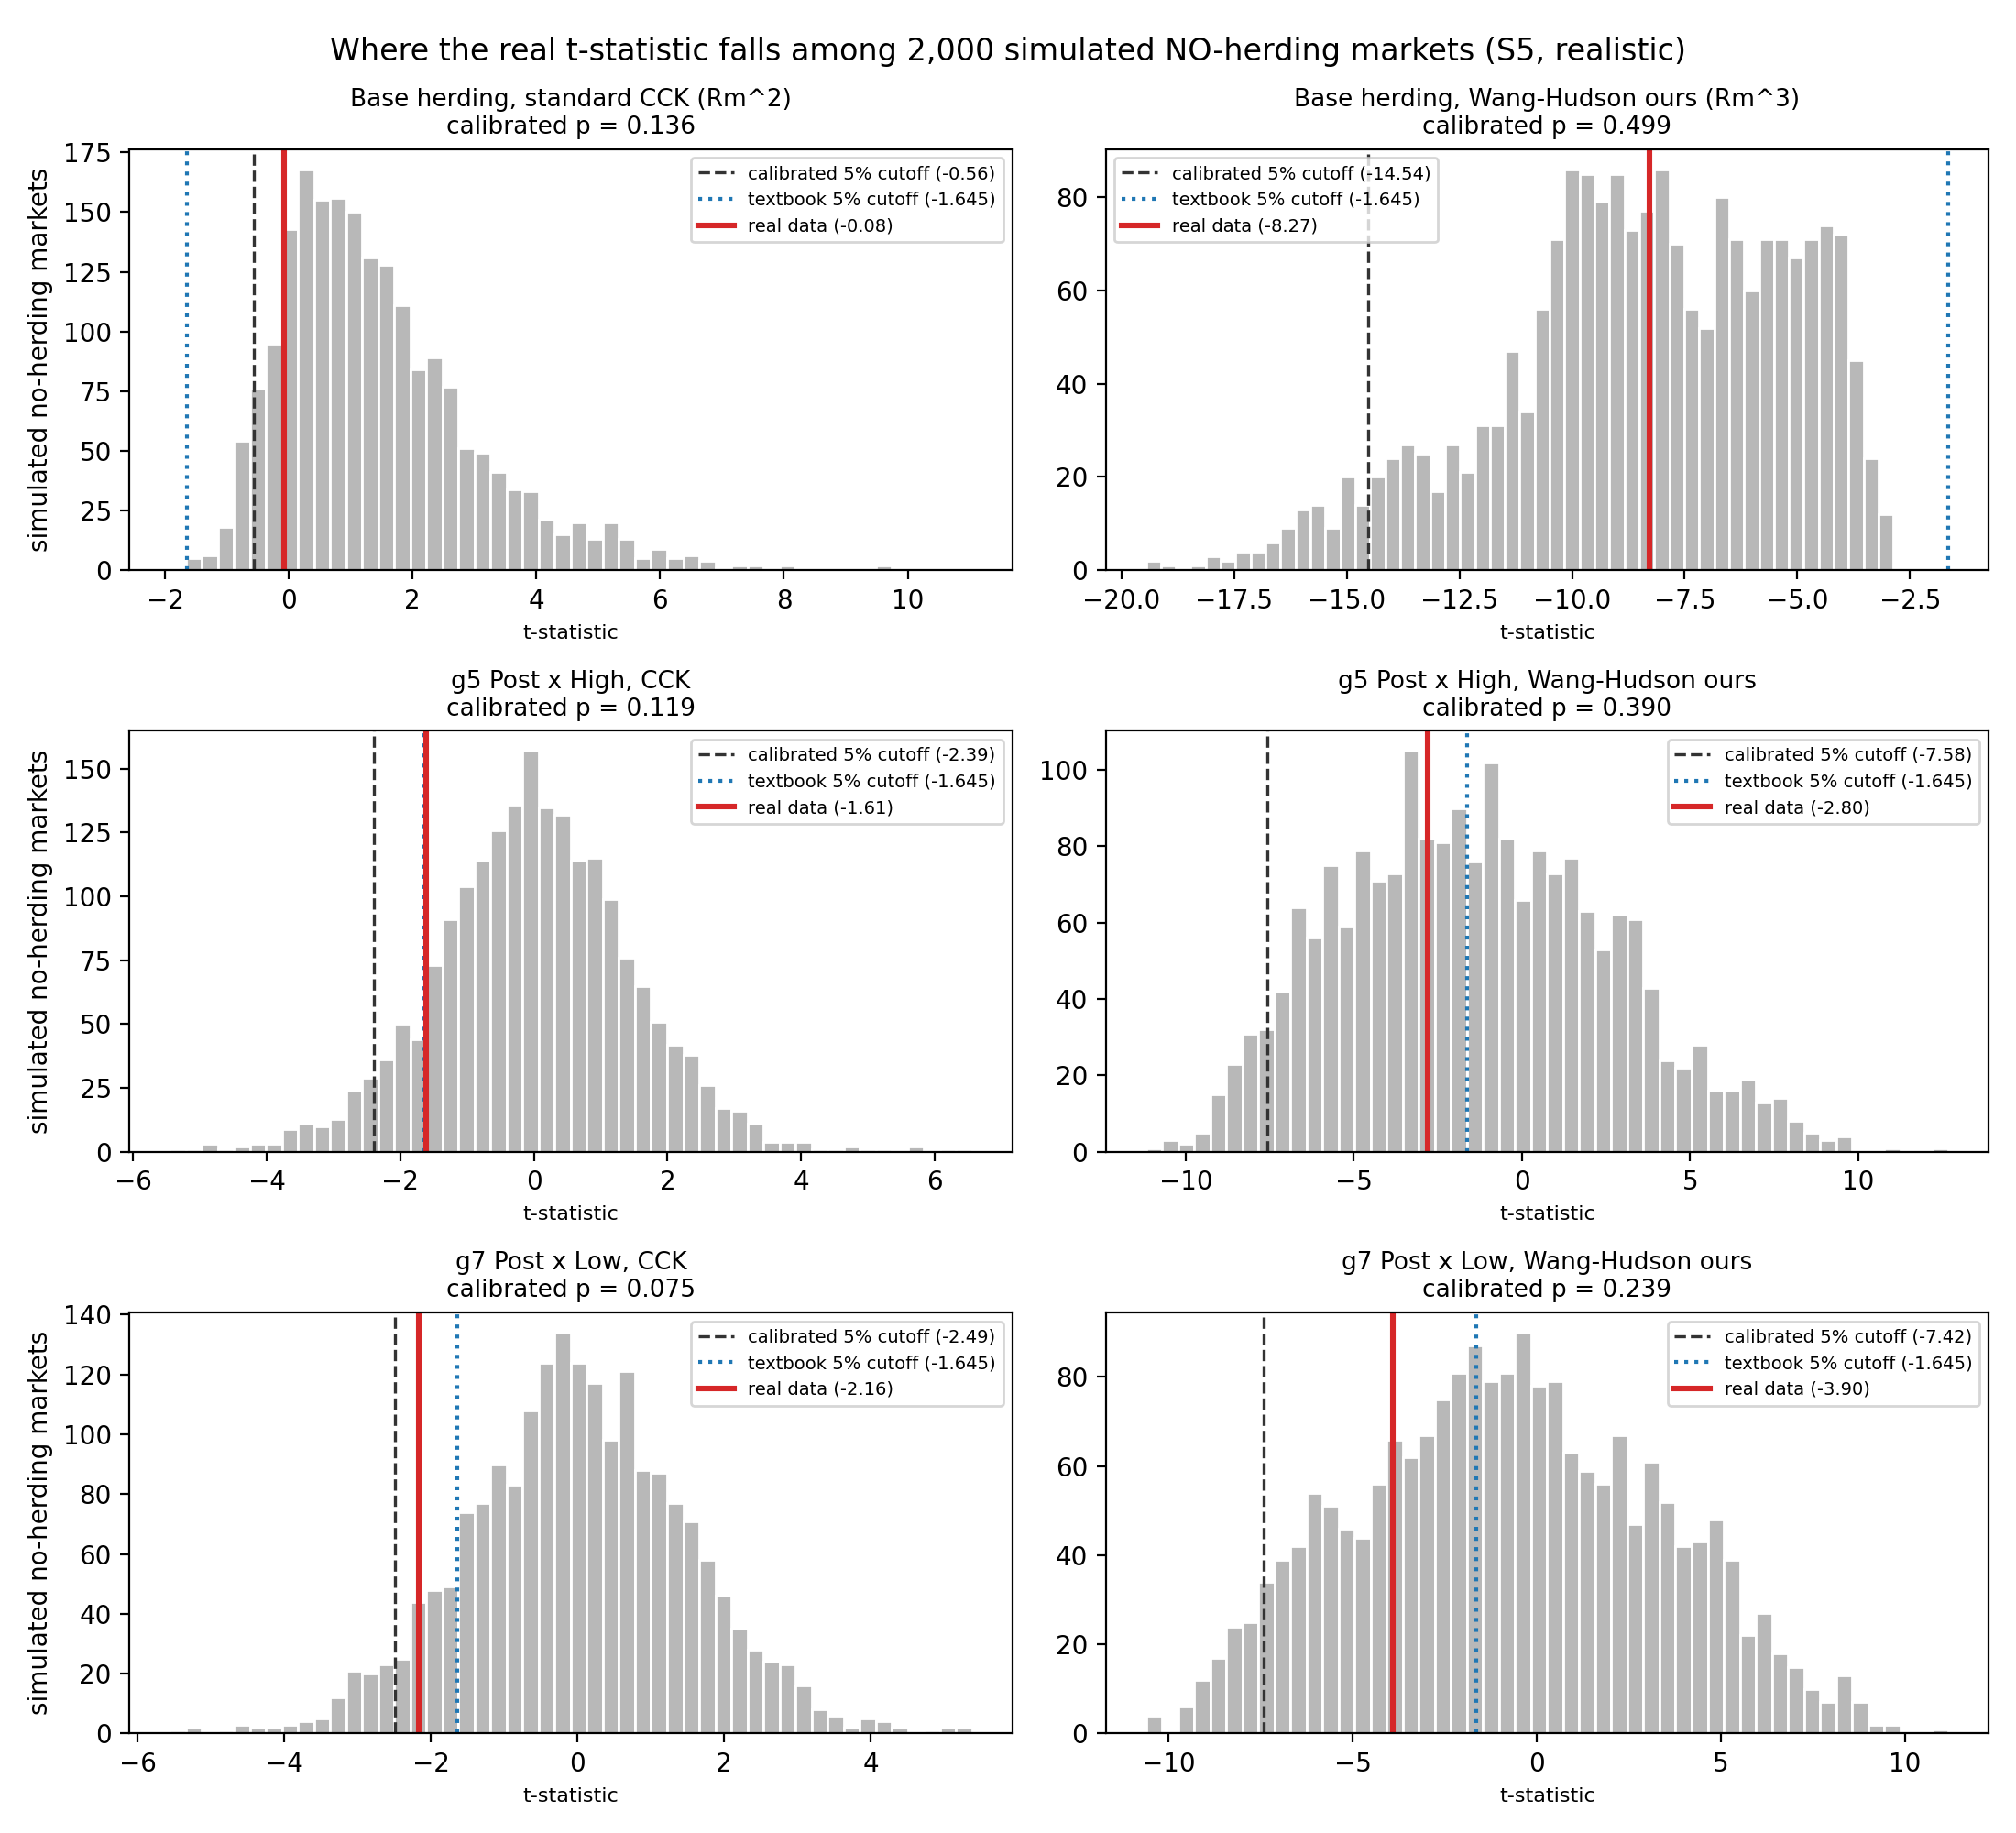 Where the real t-statistic falls among 2,000 simulated NO-herding markets (S5, realistic)
Base herding, standard CCK (Rm^2)
calibrated p = 0.136
simulated no-herding markets
175
150
125
100
75
50
25
0
calibrated 5% cutoff (-0.56)
textbook 5% cutoff (-1.645)
real data (-0.08)
−2 0 2 4 6 8 10
t-statistic
Base herding, Wang-Hudson ours (Rm^3)
calibrated p = 0.499
80
60
40
20
0
calibrated 5% cutoff (-14.54)
textbook 5% cutoff (-1.645)
real data (-8.27)
−20.0 −17.5 −15.0 −12.5 −10.0 −7.5 −5.0 −2.5
t-statistic
g5 Post x High, CCK
calibrated p = 0.119
simulated no-herding markets
150
125
100
75
50
25
0
calibrated 5% cutoff (-2.39)
textbook 5% cutoff (-1.645)
real data (-1.61)
−6 −4 −2 0 2 4 6
t-statistic
g5 Post x High, Wang-Hudson ours
calibrated p = 0.390
100
80
60
40
20
0
calibrated 5% cutoff (-7.58)
textbook 5% cutoff (-1.645)
real data (-2.80)
−10 −5 0 5 10
t-statistic
g7 Post x Low, CCK
calibrated p = 0.075
simulated no-herding markets
140
120
100
80
60
40
20
0
calibrated 5% cutoff (-2.49)
textbook 5% cutoff (-1.645)
real data (-2.16)
−6 −4 −2 0 2 4
t-statistic
g7 Post x Low, Wang-Hudson ours
calibrated p = 0.239
80
60
40
20
0
calibrated 5% cutoff (-7.42)
textbook 5% cutoff (-1.645)
real data (-3.90)
−10 −5 0 5 10
t-statistic